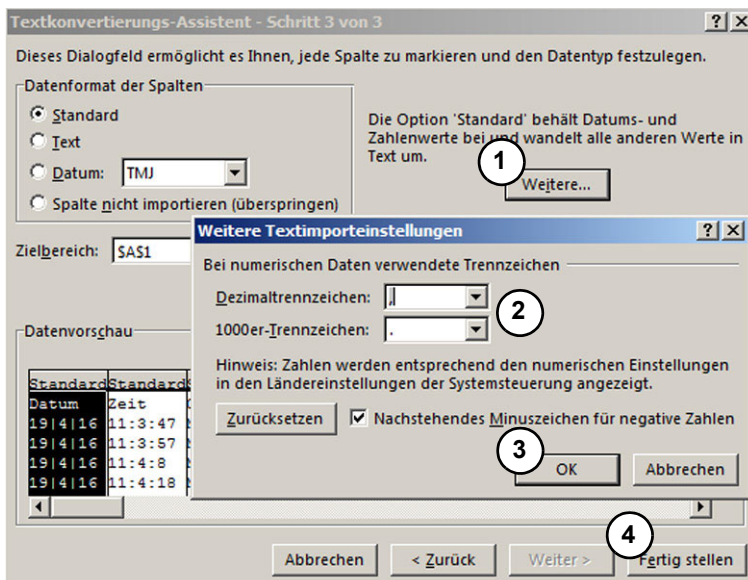 Textkonvertierungs-Assistent - Schritt 3 von 3
Dieses Dialogfeld ermöglicht es Ihnen, jede Spalte zu markieren und den Datentyp festzulegen.
Datenformat der Spalten
Standard
Text
Datum: TMJ
Spalte nicht importieren (überspringen)
Die Option 'Standard' behält Datums- und
Zahlenwerte bei und wandelt alle anderen Werte in
Text um.
1
Weitere...
Zielbereich: $A$1
Weitere Textimporteinstellungen
Bei numerischen Daten verwendete Trennzeichen
Dezimaltrennzeichen: ,
1000er-Trennzeichen: .
2
Hinweis: Zahlen werden entsprechend den numerischen Einstellungen
in den Ländereinstellungen der Systemsteuerung angezeigt.
Zurücksetzen Nachstehendes Minuszeichen für negative Zahlen
3
OK Abbrechen
Datenvorschau
Standard Standard
Datum Zeit
19|4|16 11:3:47
19|4|16 11:3:57
19|4|16 11:4:8
19|4|16 11:4:18
4
Abbrechen < Zurück Weiter > Fertig stellen